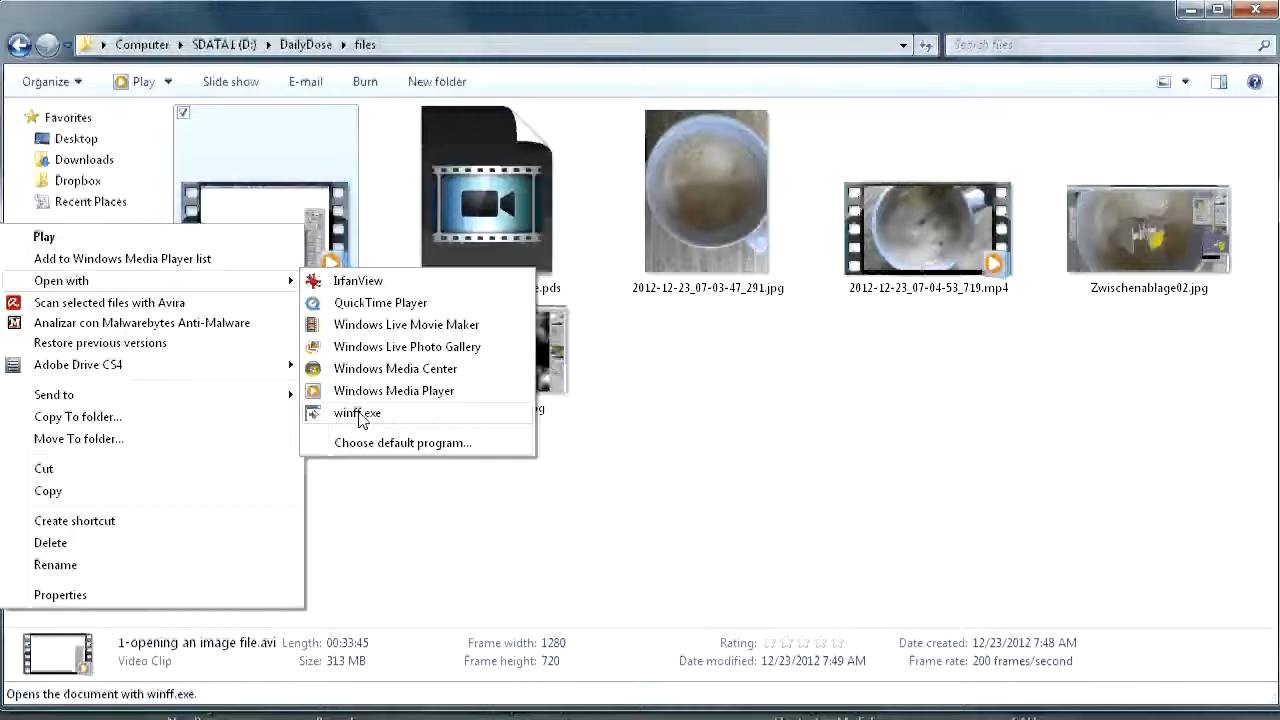 Computer SDATA1 (D:) DailyDose files
Search files
Organize Play Slide show E-mail Burn New folder
Favorites
Desktop
Downloads
Dropbox
Recent Places
.pds
2012-12-23_07-03-47_291.jpg
2012-12-23_07-04-53_719.mp4
Zwischenablage02.jpg
Play
Add to Windows Media Player list
Open with
Scan selected files with Avira
Analizar con Malwarebytes Anti-Malware
Restore previous versions
Adobe Drive CS4
Send to
Copy To folder...
Move To folder...
Cut
Copy
Create shortcut
Delete
Rename
Properties
IrfanView
QuickTime Player
Windows Live Movie Maker
Windows Live Photo Gallery
Windows Media Center
Windows Media Player
winff.exe
Choose default program...
1-opening an image file.avi Length: 00:33:45 Frame width: 1280 Rating: Date created: 12/23/2012 7:48 AM
Video Clip Size: 313 MB Frame height: 720 Date modified: 12/23/2012 7:49 AM Frame rate: 200 frames/second
Opens the document with winff.exe.